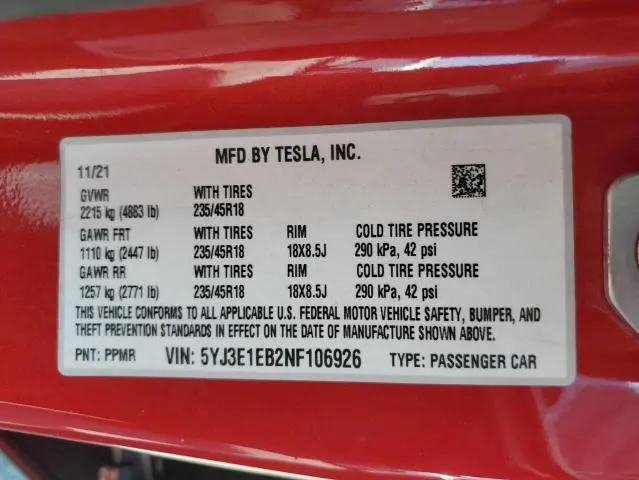 MFD BY TESLA, INC.
11/21
GVWR WITH TIRES
2215 kg (4883 lb) 235/45R18
GAWR FRT WITH TIRES RIM COLD TIRE PRESSURE
1110 kg (2447 lb) 235/45R18 18X8.5J 290 kPa, 42 psi
GAWR RR WITH TIRES RIM COLD TIRE PRESSURE
1257 kg (2771 lb) 235/45R18 18X8.5J 290 kPa, 42 psi
THIS VEHICLE CONFORMS TO ALL APPLICABLE U.S. FEDERAL MOTOR VEHICLE SAFETY, BUMPER, AND
THEFT PREVENTION STANDARDS IN EFFECT ON THE DATE OF MANUFACTURE SHOWN ABOVE.
PNT: PPMR VIN: 5YJ3E1EB2NF106926 TYPE: PASSENGER CAR